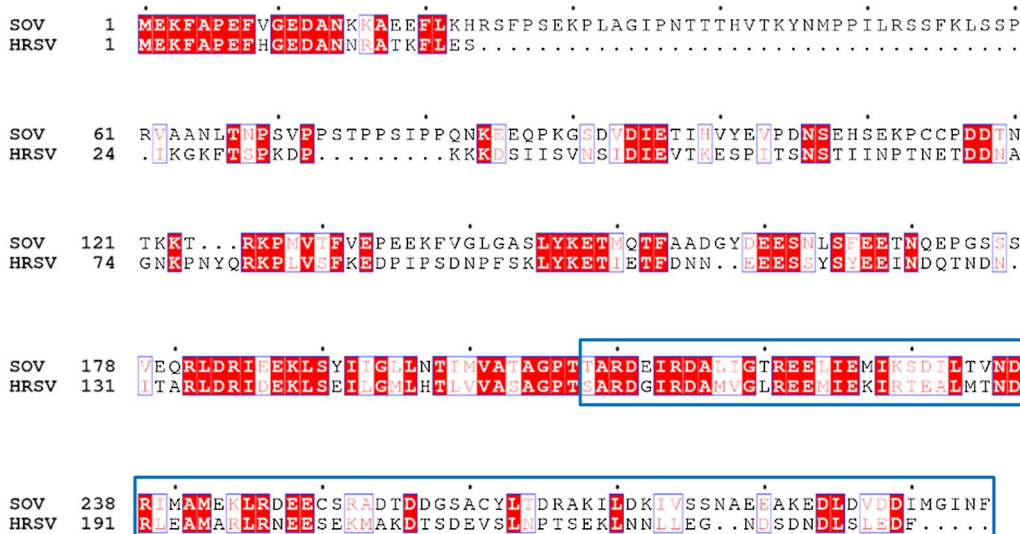 SOV 1 MEKFAPEFVGEDANKKAEEFLKHRSFPSEKPLAGIPNTTTHVTKYNMPPILRSSFKLSSP
HRSV 1 MEKFAPEFHGEDANNRATKFLES.....................................
SOV 61 RVAANLTNPSVPPSTPPSIPPQNKEEQPKGSDVDIETIHVYEVPDNSEHSEKPCCPDDTN
HRSV 24 .IKGKFTSPKDP.........KKKDSIISVNSIDIEVTKESPITSNSTIINPTNETDDNA
SOV 121 TKKT...RKPMVTFVEPEEKFVGLGASLYKETMQTFAADGYDEESNLSFEETNQEPGSSS
HRSV 74 GNKPNYQRKPLVSFKEDPIPSDNPFSKLYKETIETFDNN..EEESSYSYEEINDQTNDN.
SOV 178 VEQRLDRIEEKLSYIIGLLNTIMVATAGPTTARDEIRDALIGTREELIEMIKSDILTVND
HRSV 131 ITARLDRIDEKLSEILGMLHTLVVASAGPTSARDGIRDAMVGLREEMIEKIRTEALMTND
SOV 238 RIMAMEKLRDEECSRADTDDGSACYLTDRAKILDKIVSSNAEEAKEDLDVDDIMGINF
HRSV 191 RLEAMARLRNEESEKMAKDTSDEVSLNPTSEKLNNLLEG..NDSDNDLSLEDF.....